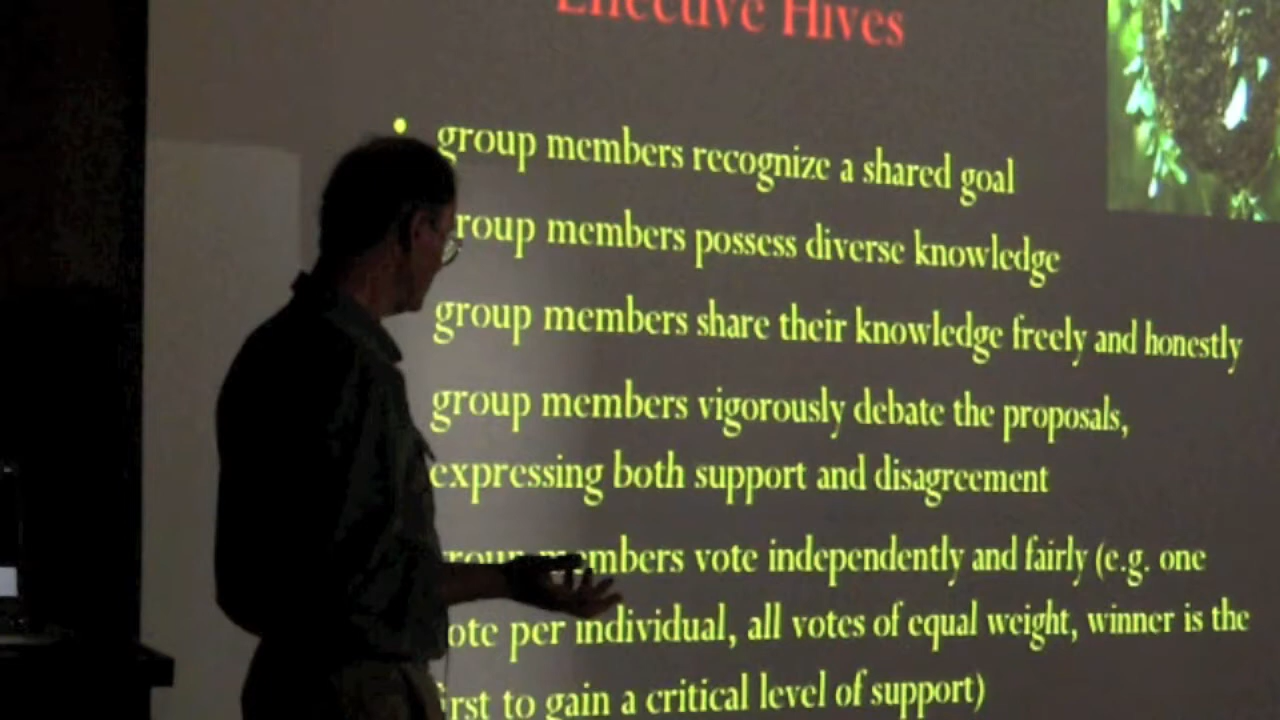 Effective Hives
• group members recognize a shared goal
roup members possess diverse knowledge
group members share their knowledge freely and honestly
group members vigorously debate the proposals,
expressing both support and disagreement
group members vote independently and fairly (e.g. one
ote per individual, all votes of equal weight, winner is the
irst to gain a critical level of support)